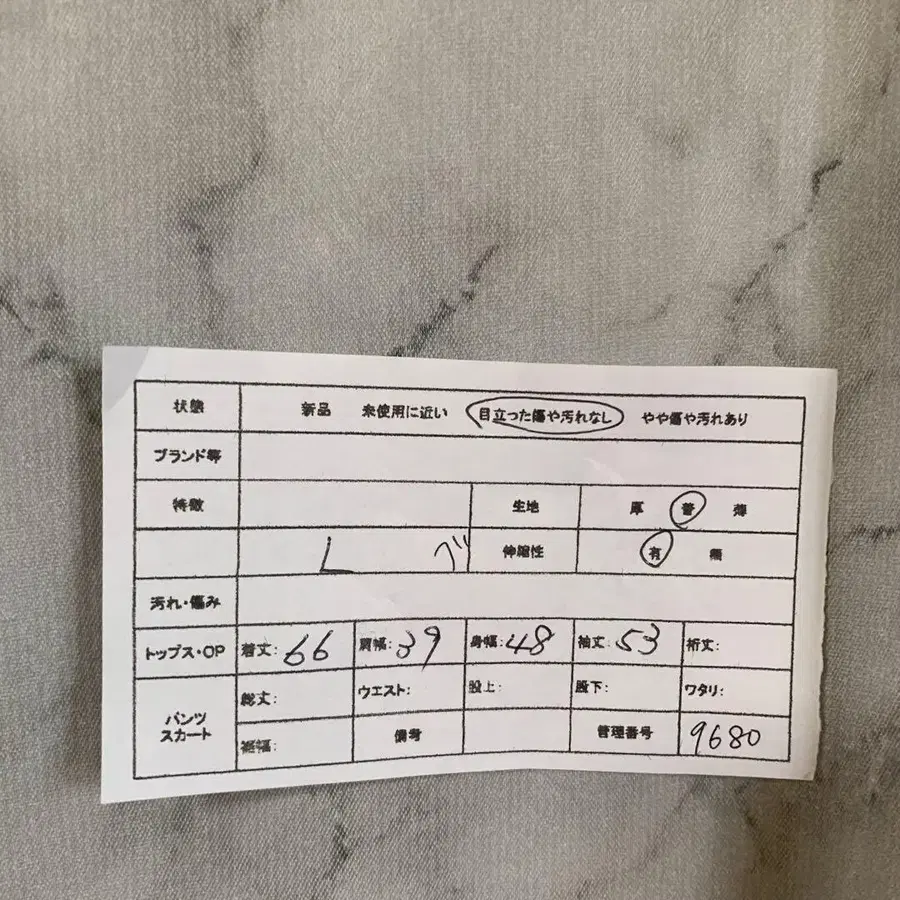 状態 新品 未使用に近い 目立った傷や汚れなし やや傷や汚れあり
ブランド等
特徴 生地 厚 普 薄
L べ 伸縮性 有 無
汚れ・傷み
トップス・OP 着丈: 66 肩幅: 39 身幅: 48 袖丈: 53 裄丈:
パンツ スカート 総丈: ウエスト: 股上: 股下: ワタリ:
裾幅: 備考 管理番号 9680